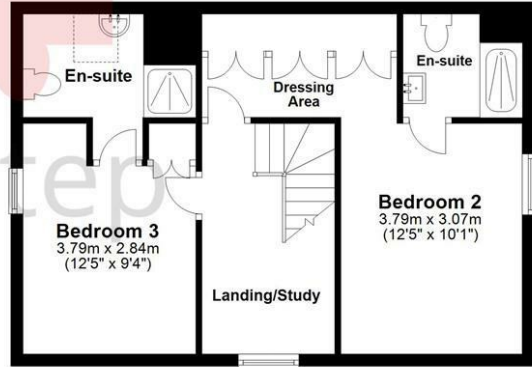 En-suite
En-suite
Dressing
Area
Bedroom 3
3.79m x 2.84m
(12'5" x 9'4")
Bedroom 2
3.79m x 3.07m
(12'5" x 10'1")
Landing/Study